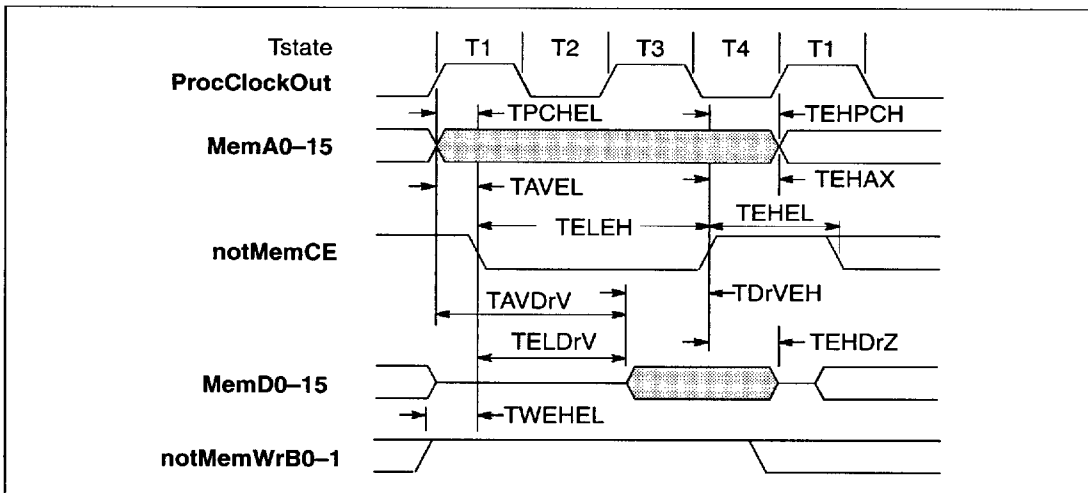 Tstate T1 T2 T3 T4 T1
ProcClockOut
TPCHEL TEHPCH
MemA0–15
TAVEL TEHAX
TELEH TEHEL
notMemCE
TAVDrV TDrVEH
TELDrV TEHDrZ
MemD0–15
TWEHEL
notMemWrB0–1